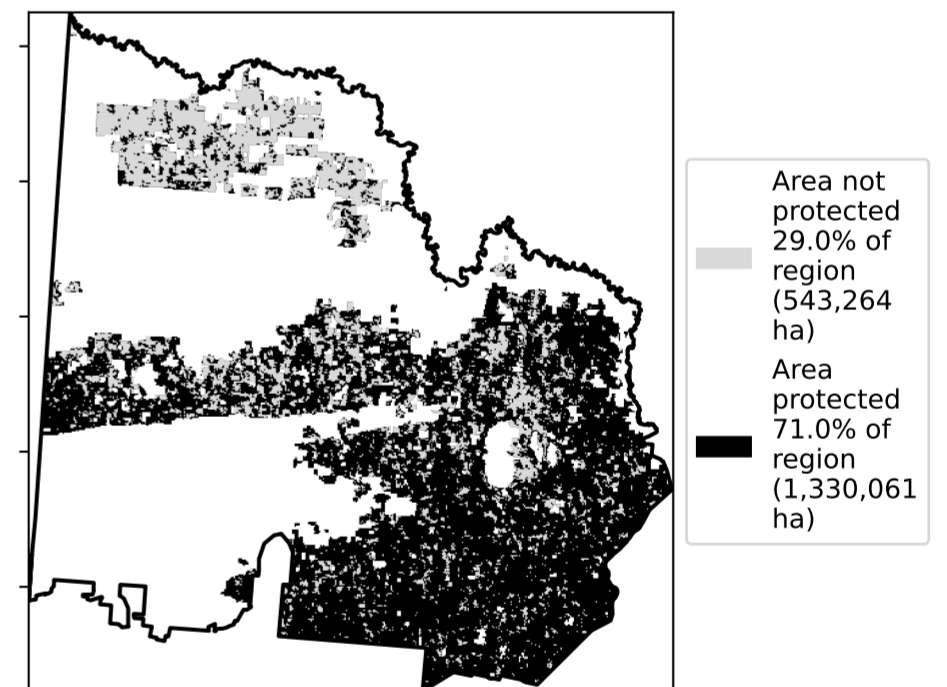 Area not
protected
29.0% of
region
(543,264
ha)
Area
protected
71.0% of
region
(1,330,061
ha)